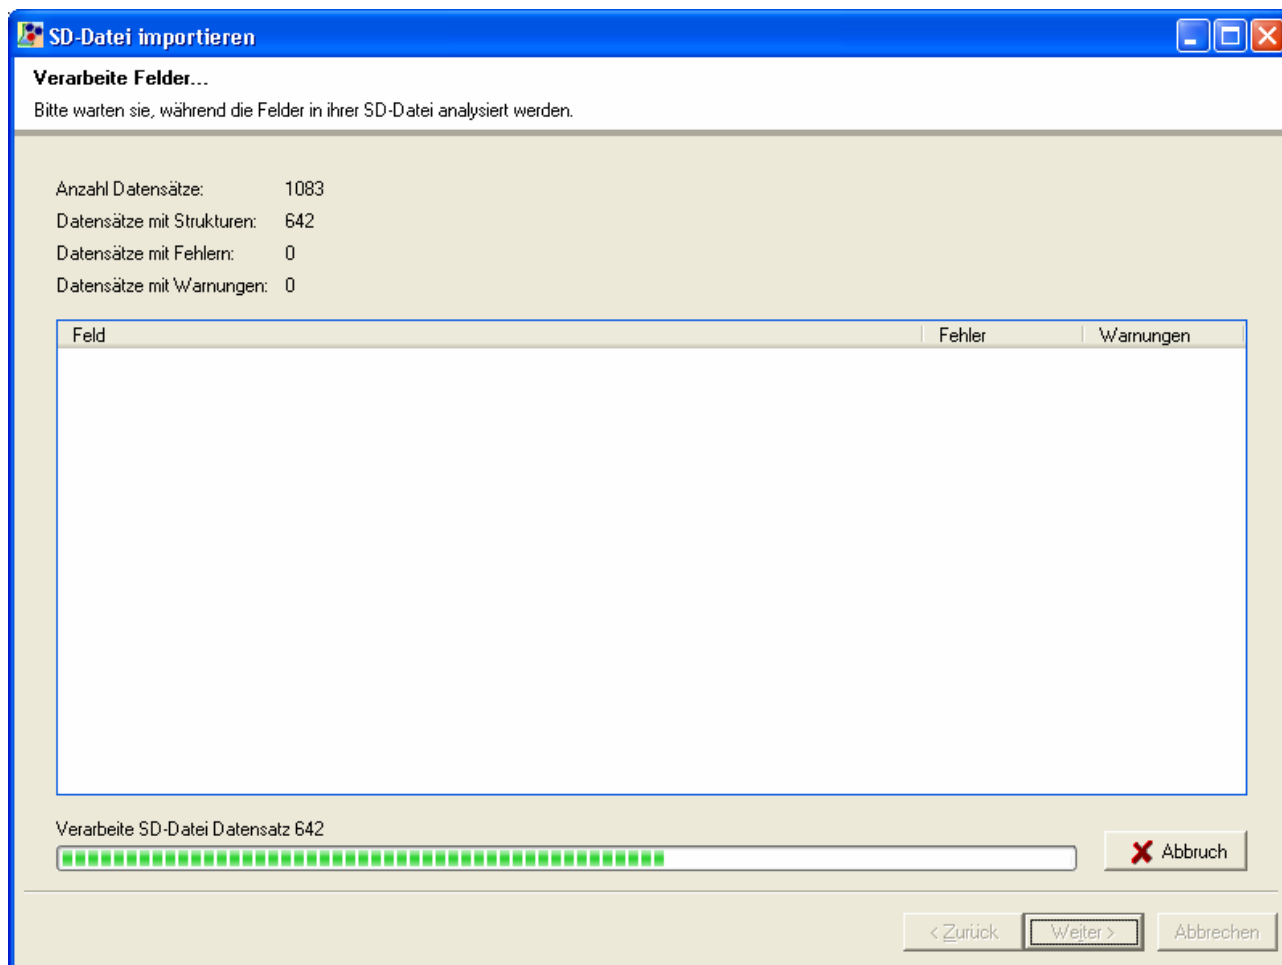 SD-Datei importieren
Verarbeite Felder...
Bitte warten sie, während die Felder in ihrer SD-Datei analysiert werden.
Anzahl Datensätze: 1083
Datensätze mit Strukturen: 642
Datensätze mit Fehlern: 0
Datensätze mit Warnungen: 0
Feld Fehler Warnungen
Verarbeite SD-Datei Datensatz 642
Abbruch
< Zurück Weiter > Abbrechen